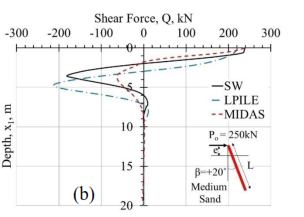 Shear Force, Q, kN
-300 -200 -100 0 100 200 300
0
5
10
15
20
Depth, x₁, m
SW
LPILE
MIDAS
Pₒ = 250kN
e
L
β=+20˚
Medium
Sand
(b)